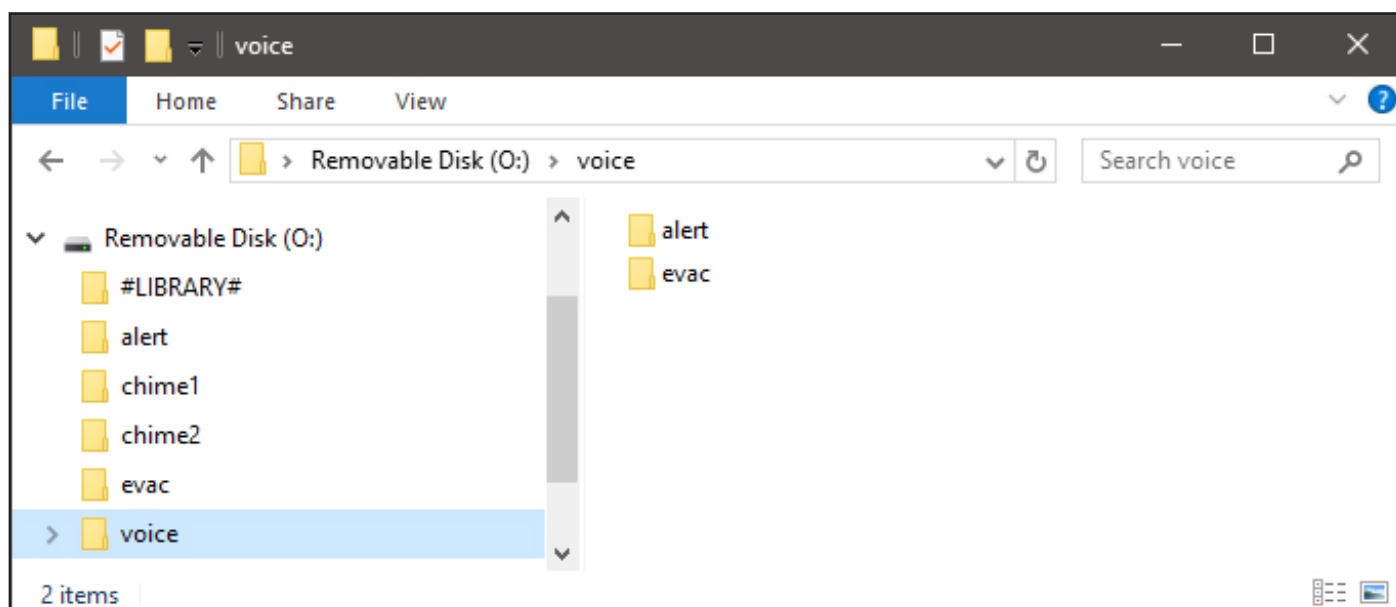 voice
File Home Share View
Removable Disk (O:) > voice
Search voice
Removable Disk (O:)
#LIBRARY#
alert
chime1
chime2
evac
voice
alert
evac
2 items